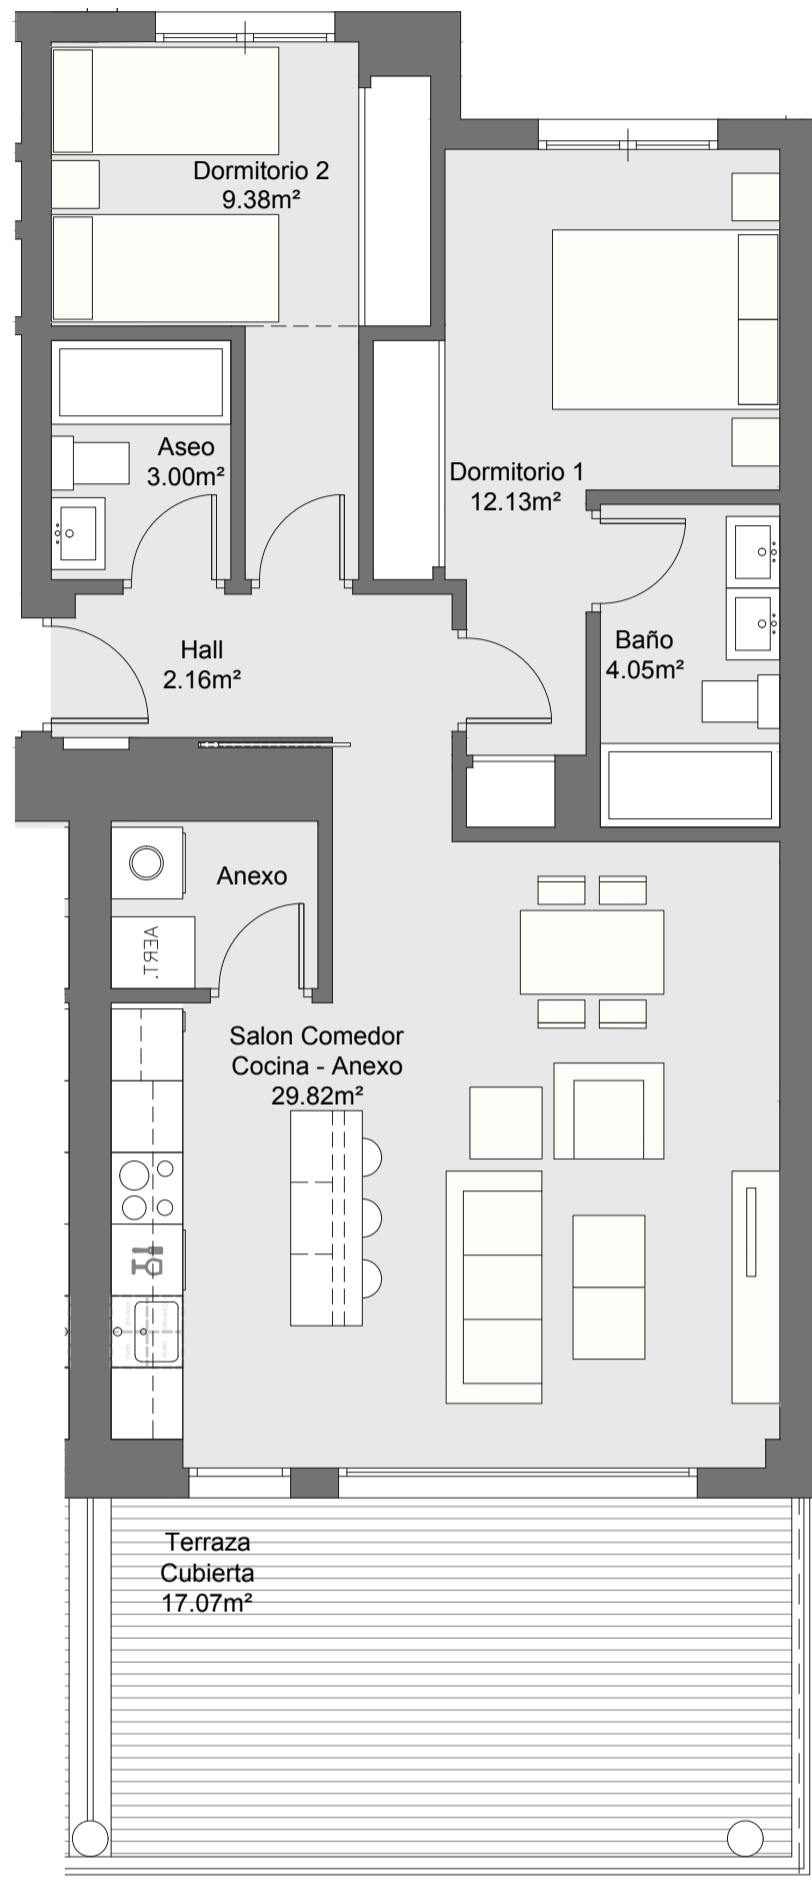 Dormitorio 2
9.38m²
Aseo
3.00m²
Dormitorio 1
12.13m²
Hall
2.16m²
Baño
4.05m²
Anexo
AERT.
Salon Comedor
Cocina - Anexo
29.82m²
Terraza
Cubierta
17.07m²